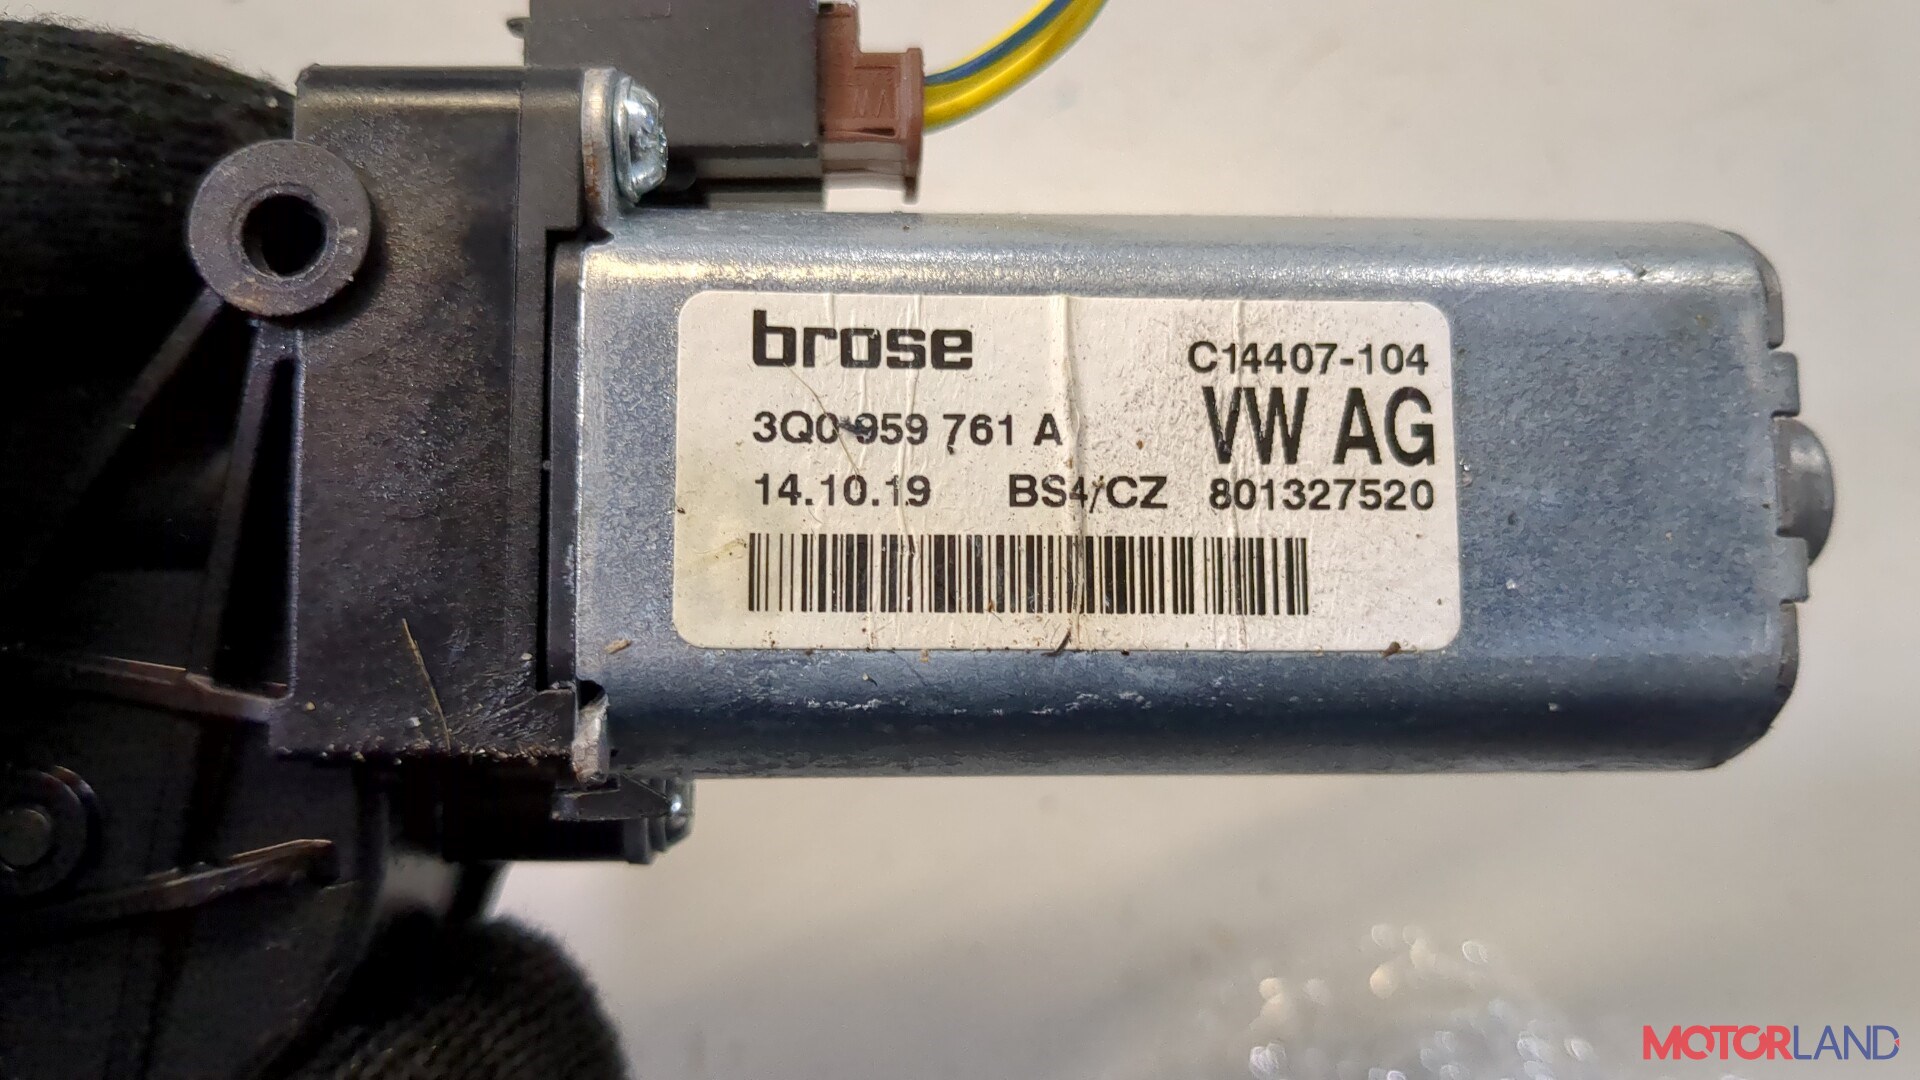 brose
C14407-104
3Q0 959 761 A
VW AG
14.10.19 BS4/CZ 801327520
MOTORLAND